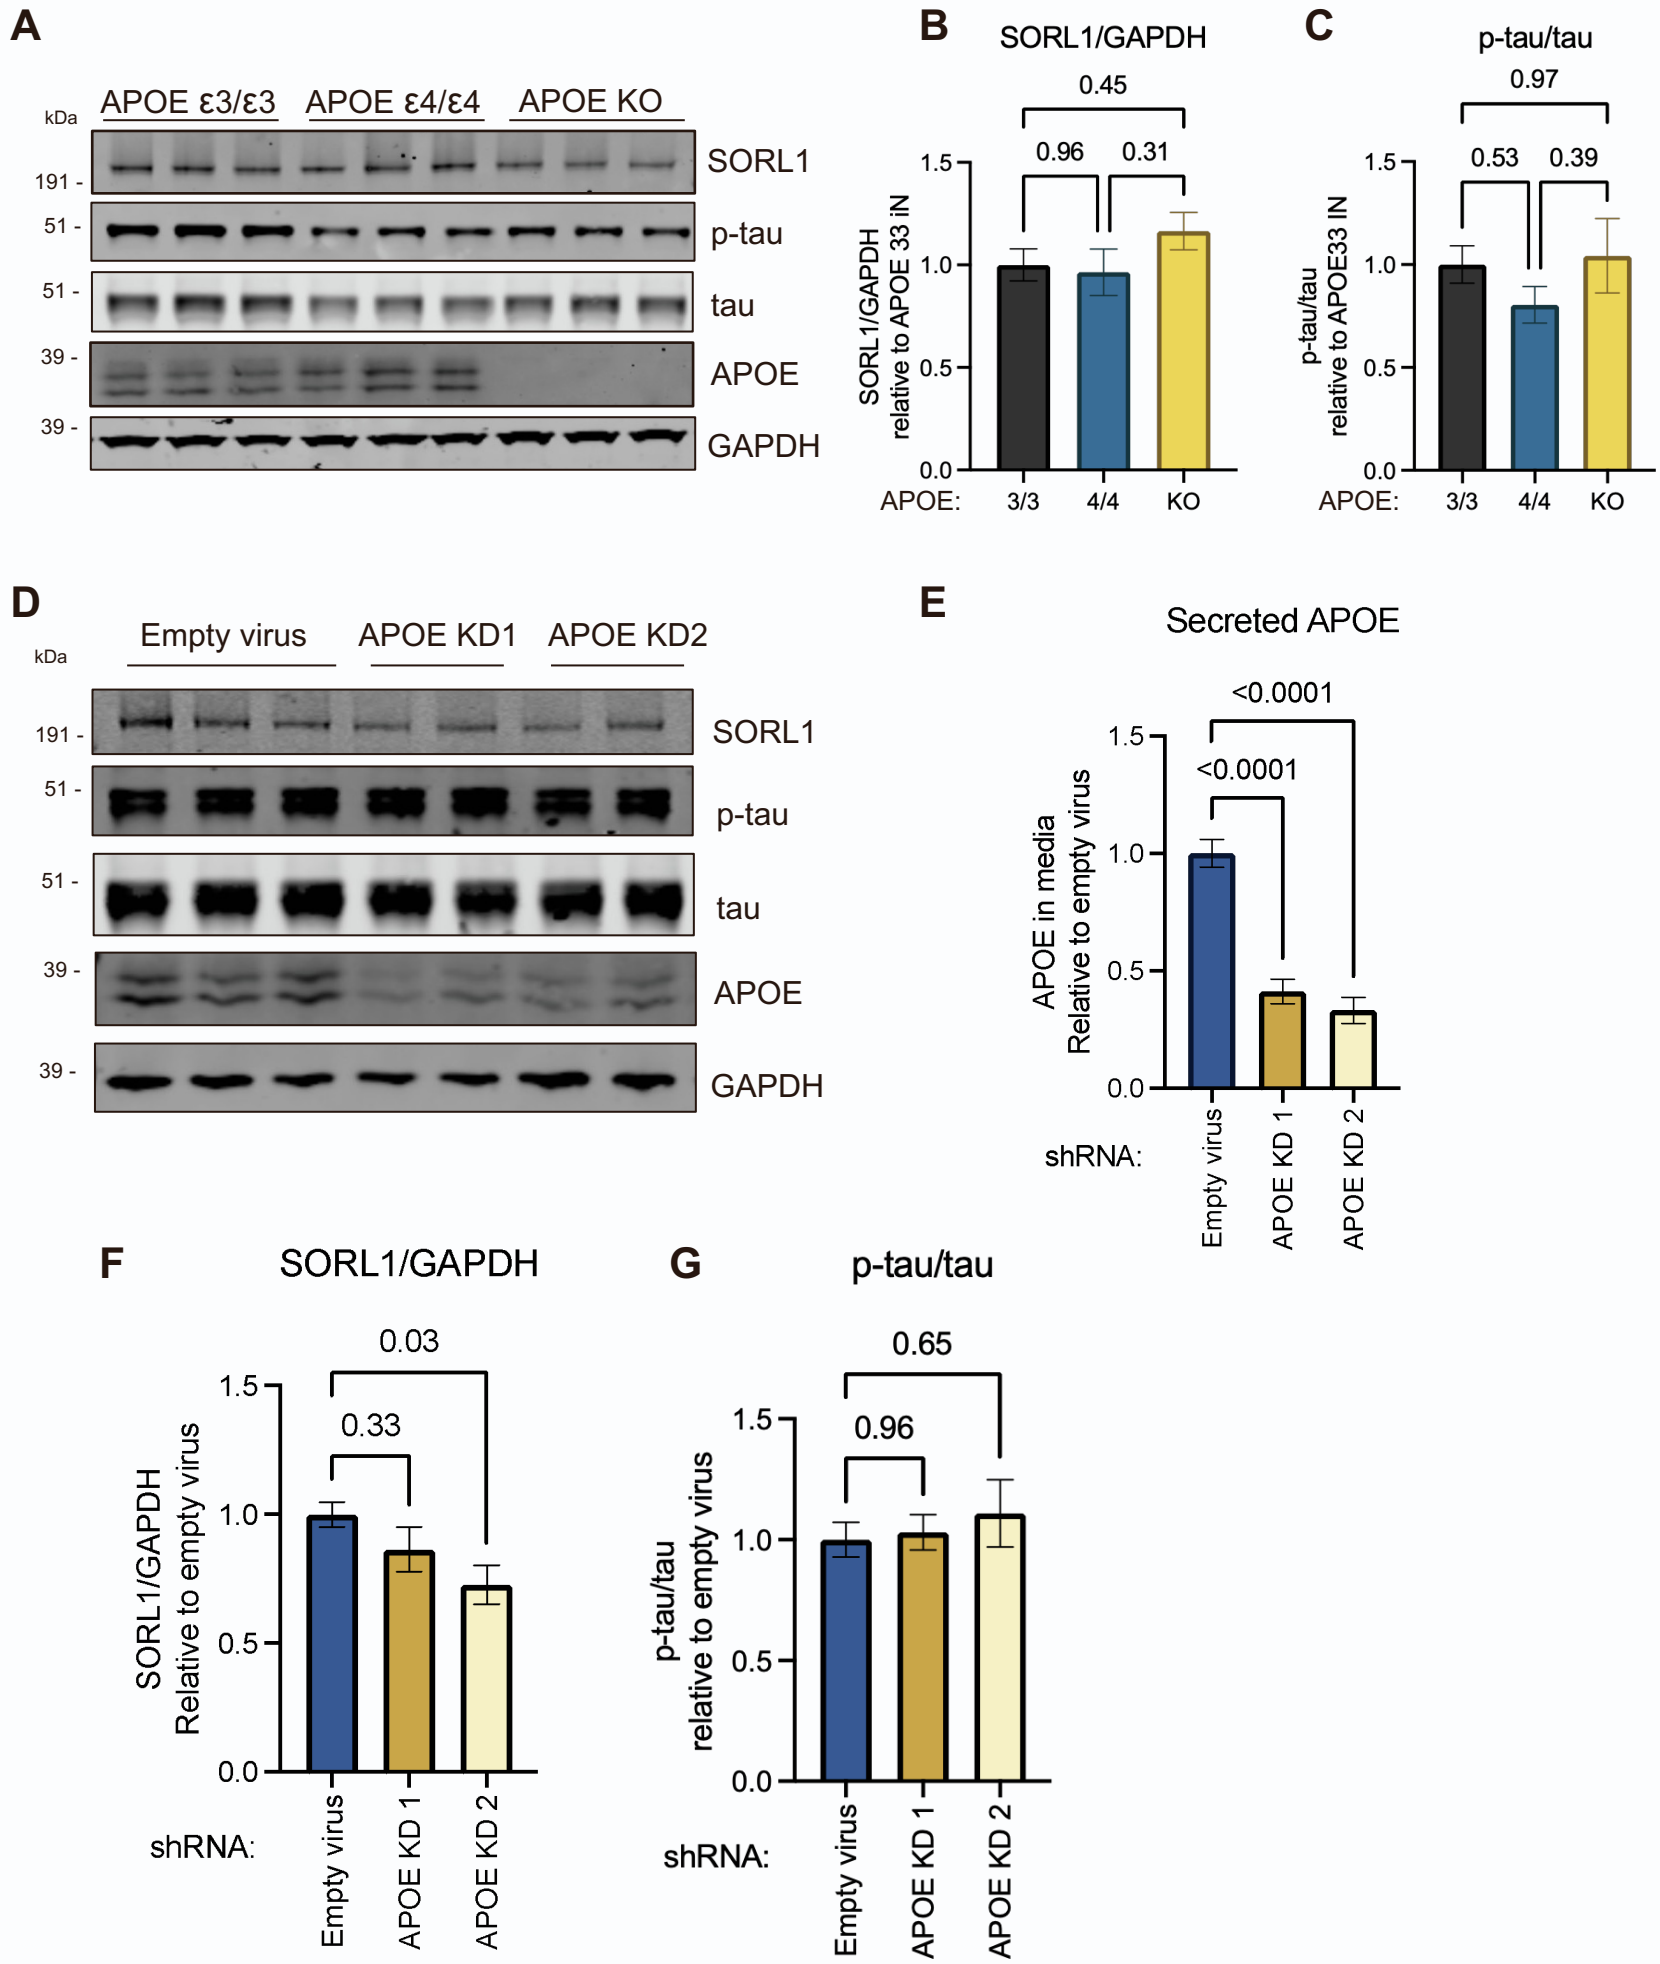 A
APOE ε3/ε3 APOE ε4/ε4 APOE KO
kDa
SORL1
191 -
51 -
p-tau
51 -
tau
39 -
APOE
39 -
GAPDH
B
SORL1/GAPDH
0.45
0.96 0.31
1.5
1.0
0.5
0.0
SORL1/GAPDH
relative to APOE 33 iN
APOE: 3/3 4/4 KO
C
p-tau/tau
0.97
0.53 0.39
1.5
1.0
0.5
0.0
p-tau/tau
relative to APOE33 IN
APOE: 3/3 4/4 KO
D
Empty virus APOE KD1 APOE KD2
kDa
SORL1
191 -
51 -
p-tau
51 -
tau
39 -
APOE
39 -
GAPDH
E
Secreted APOE
<0.0001
<0.0001
1.5
1.0
0.5
0.0
APOE in media
Relative to empty virus
shRNA:
Empty virus
APOE KD 1
APOE KD 2
F
SORL1/GAPDH
0.03
0.33
1.5
1.0
0.5
0.0
SORL1/GAPDH
Relative to empty virus
shRNA:
Empty virus
APOE KD 1
APOE KD 2
G
p-tau/tau
0.65
0.96
1.5
1.0
0.5
0.0
p-tau/tau
relative to empty virus
shRNA:
Empty virus
APOE KD 1
APOE KD 2